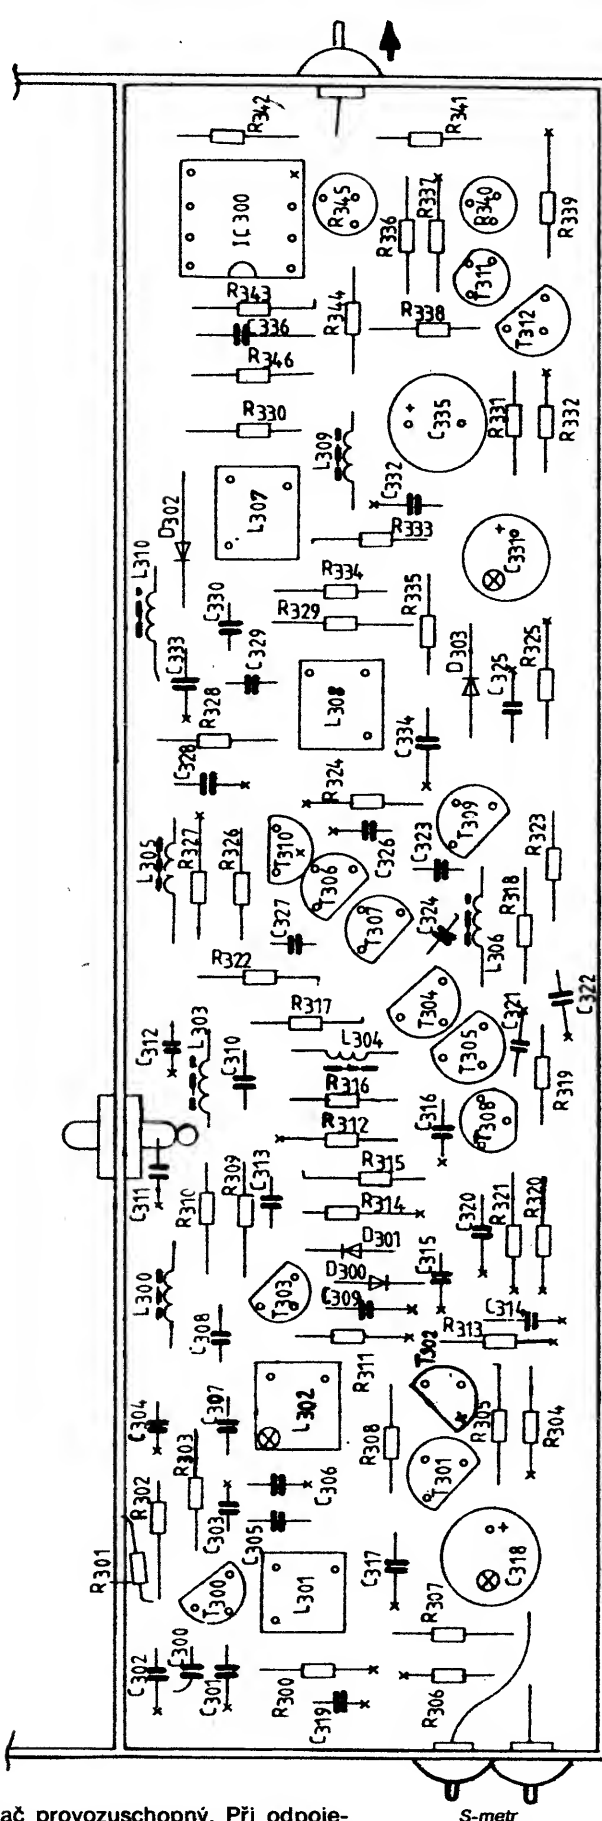 R342
R341
IC300
R345
R336
R337
R340
R339
T311
R343
R344
R338
T312
C336
R346
R330
L309
C335
R331
R332
C332
D302
L307
R333
C331
L310
R334
R335
C330
R329
D303
C325
R325
C333
C329
R328
L308
C334
C328
R324
T309
C326
C323
R323
L305
R327
R326
T310
T306
C327
T307
C324
L306
R318
R322
T304
C322
R317
C312
L303
C310
L304
T305
C321
R319
R316
C316
T308
R312
C311
R310
R309
C313
R315
R314
C320
R321
R320
D301
L300
T303
D300
C315
C309
C314
C308
R313
R311
T302
C304
C307
L302
R308
R305
R304
R303
T301
R302
C303
C306
C305
R301
T300
L301
C317
C318
R307
C302
C300
C301
R300
C319
R306
ač provozuschopný. Při odpoje-
S-metr